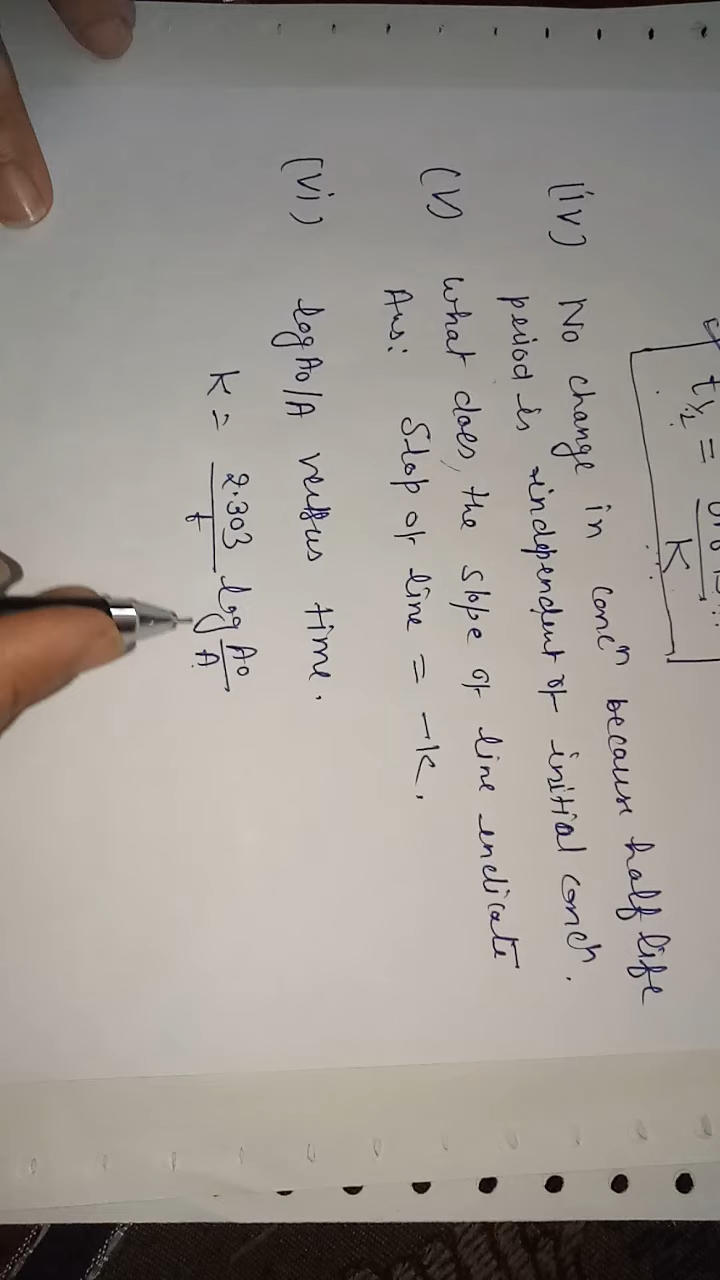 t½ =
K
(iv) No change in concⁿ because half life
period is independent of initial concⁿ.
(v) What does, the slope of line indicate
Ans: Slop of line = -K.
(vi) log A₀/A versus time.
K = 2.303/t log A₀/A